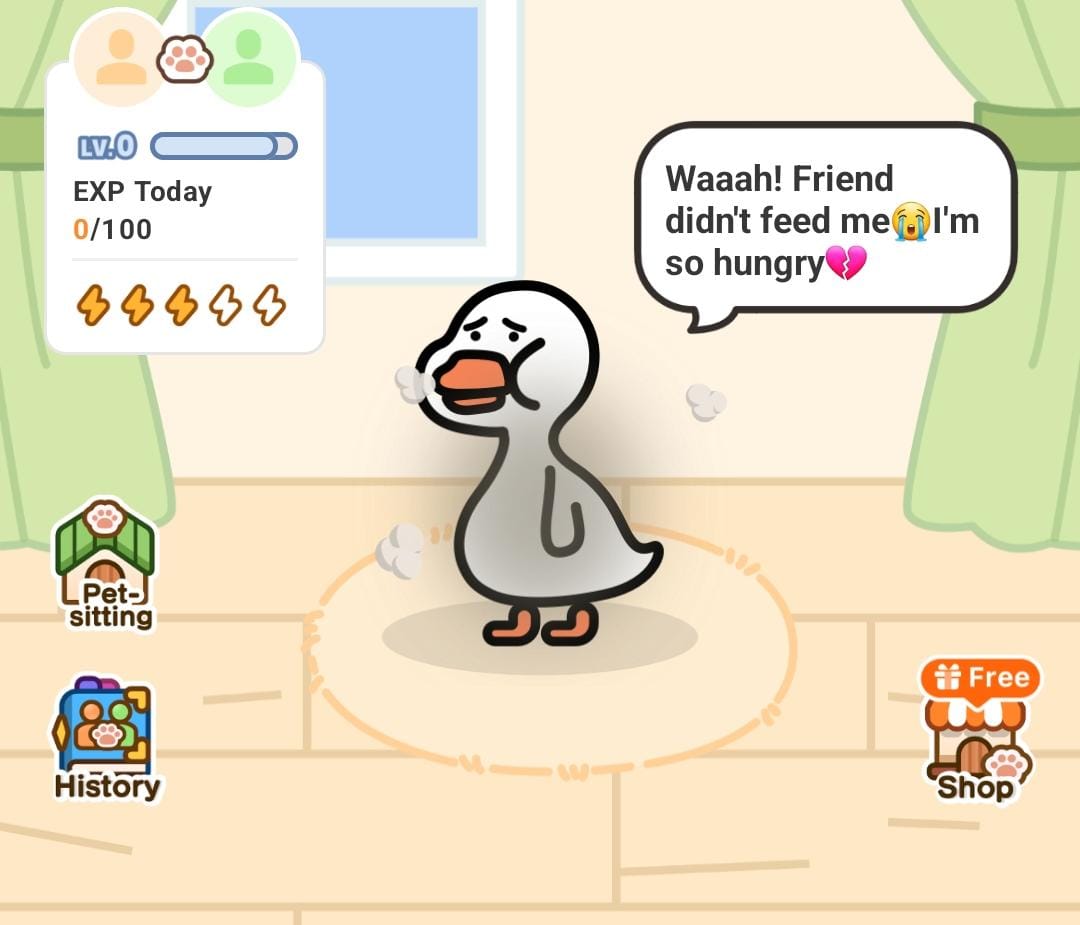 LV.0
EXP Today
0/100
Waaah! Friend
didn't feed me😭I'm
so hungry💔
Pet-
sitting
History
Free
Shop